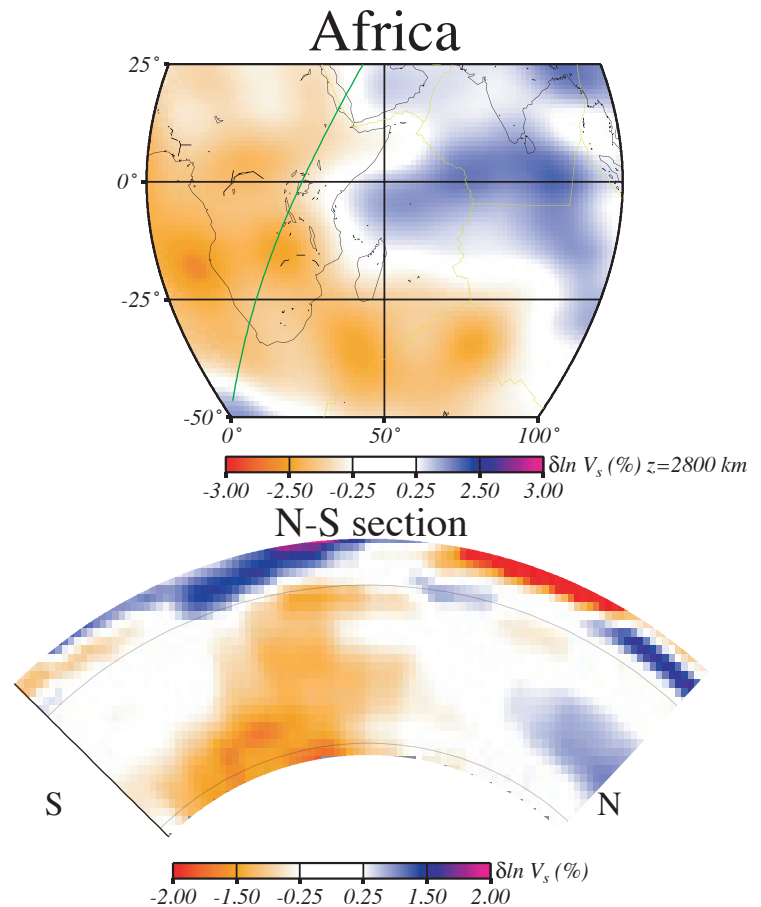 Africa
25°
0°
-25°
-50°
0° 50° 100°
δln Vs (%) z=2800 km
-3.00 -2.50 -0.25 0.25 2.50 3.00
N-S section
S N
δln Vs (%)
-2.00 -1.50 -0.25 0.25 1.50 2.00